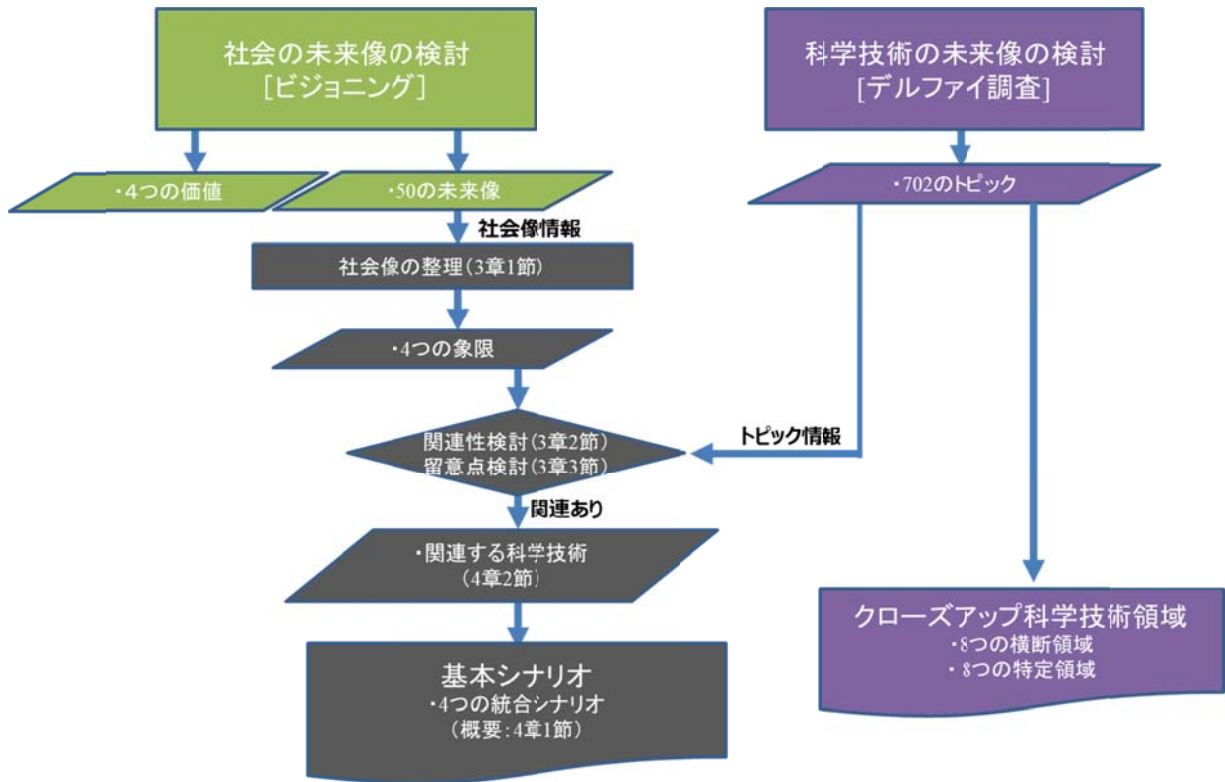 社会の未来像の検討
[ビジョニング]
科学技術の未来像の検討
[デルファイ調査]
・4つの価値
・50の未来像
・702のトピック
社会像情報
社会像の整理(3章1節)
・4つの象限
関連性検討(3章2節)
留意点検討(3章3節)
トピック情報
関連あり
・関連する科学技術
(4章2節)
クローズアップ科学技術領域
・8つの横断領域
・8つの特定領域
基本シナリオ
・4つの統合シナリオ
(概要:4章1節)